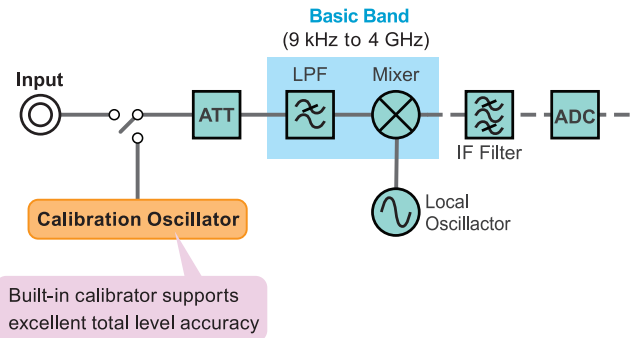 Basic Band
(9 kHz to 4 GHz)
Input
LPF
Mixer
ATT
IF Filter
ADC
Local
Oscillactor
Calibration Oscillator
Built-in calibrator supports
excellent total level accuracy